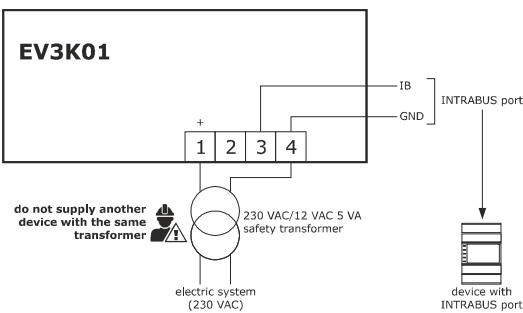 EV3K01
IB
INTRABUS port
GND
+
1 2 3 4
do not supply another
device with the same
transformer
230 VAC/12 VAC 5 VA
safety transformer
electric system
(230 VAC)
device with
INTRABUS port